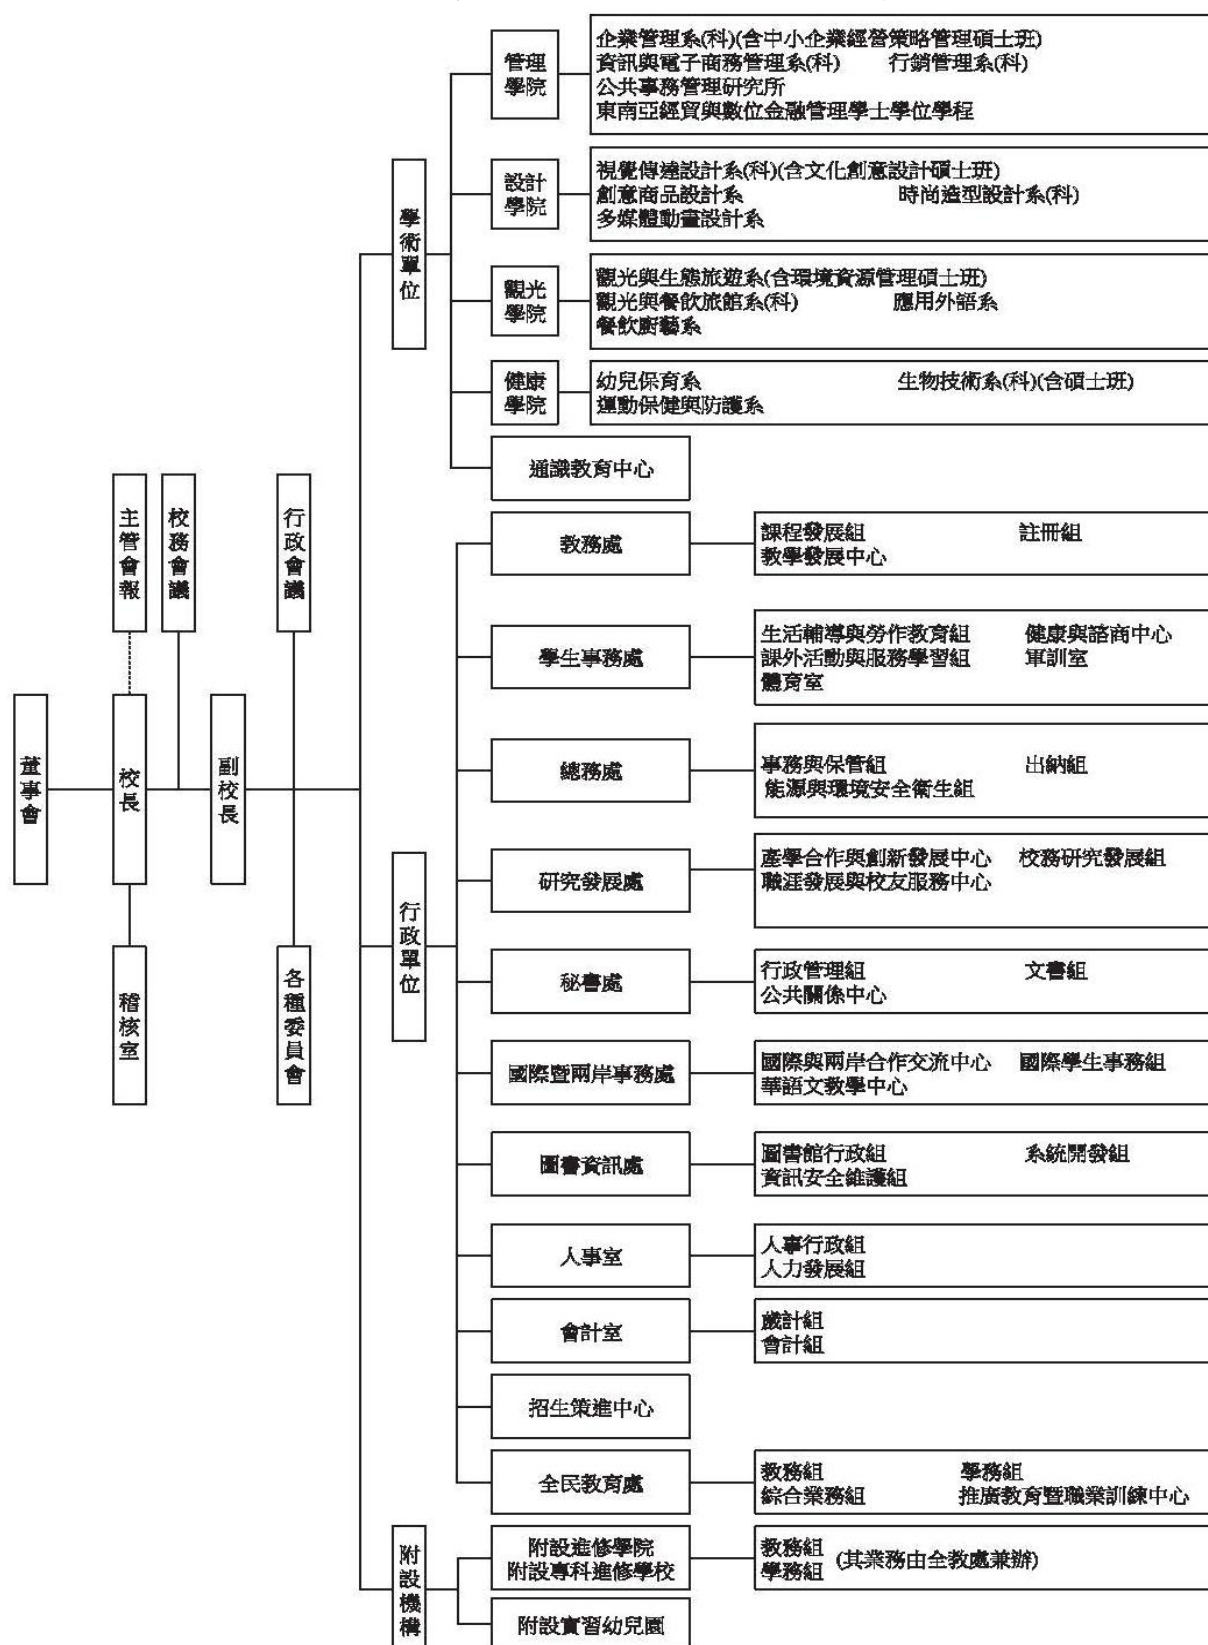 董事會
主管會報
校長
稽核室
校務會議
副校長
行政會議
各種委員會
學術單位
管理
學院
企業管理系(科)(含中小企業經營策略管理碩士班)
資訊與電子商務管理系(科) 行銷管理系(科)
公共事務管理研究所
東南亞經貿與數位金融管理學士學位學程
設計
學院
視覺傳達設計系(科)(含文化創意設計碩士班)
創意商品設計系 時尚造型設計系(科)
多媒體動畫設計系
觀光
學院
觀光與生態旅遊系(含環境資源管理碩士班)
觀光與餐飲旅館系(科) 應用外語系
餐飲廚藝系
健康
學院
幼兒保育系 生物技術系(科)(含碩士班)
運動保健與防護系
通識教育中心
行政單位
教務處
課程發展組 註冊組
教學發展中心
學生事務處
生活輔導與勞作教育組 健康與諮商中心
課外活動與服務學習組 軍訓室
體育室
總務處
事務與保管組 出納組
能源與環境安全衛生組
研究發展處
產學合作與創新發展中心 校務研究發展組
職涯發展與校友服務中心
秘書處
行政管理組 文書組
公共關係中心
國際暨兩岸事務處
國際與兩岸合作交流中心 國際學生事務組
華語文教學中心
圖書資訊處
圖書館行政組 系統開發組
資訊安全維護組
人事室
人事行政組
人力發展組
會計室
歲計組
會計組
招生策進中心
全民教育處
教務組 學務組
綜合業務組 推廣教育暨職業訓練中心
附設機構
附設進修學院
附設專科進修學校
教務組
學務組 (其業務由全教處兼辦)
附設實習幼兒園